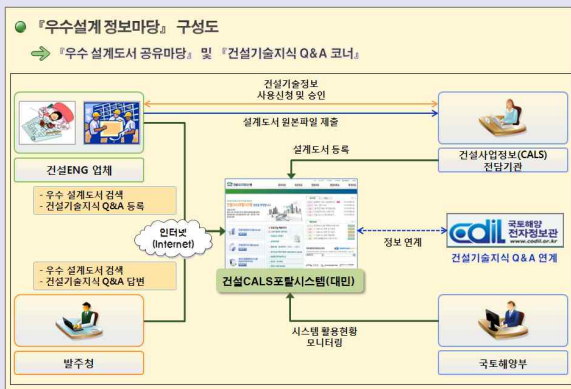 『우수설계 정보마당』 구성도
『우수 설계도서 공유마당』 및 『건설기술지식 Q&A 코너』
건설기술정보
사용신청 및 승인
설계도서 원본파일 제출
건설ENG 업체
설계도서 등록
건설사업정보(CALS)
전담기관
- 우수 설계도서 검색
- 건설기술지식 Q&A 등록
인터넷
(Internet)
정보 연계
codil 국토해양
전자정보관
www.codil.or.kr
건설기술지식 Q&A 연계
- 우수 설계도서 검색
- 건설기술지식 Q&A 답변
건설CALS포탈시스템(대민)
시스템 활용현황
모니터링
발주청
국토해양부